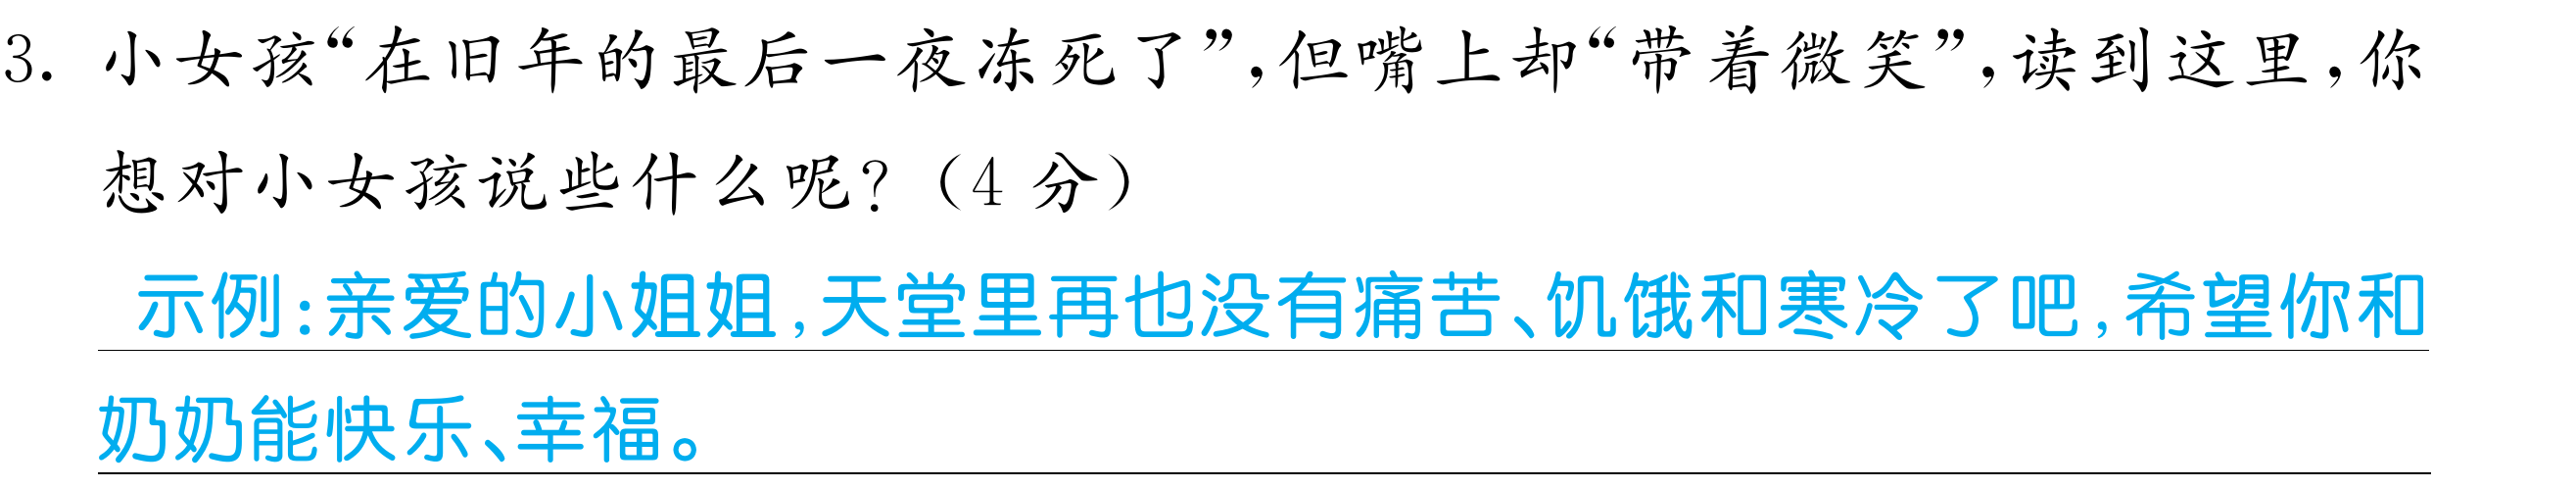 3. 小女孩“在旧年的最后一夜冻死了”,但嘴上却“带着微笑”,读到这里,你
想对小女孩说些什么呢?(4 分)
示例:亲爱的小姐姐,天堂里再也没有痛苦、饥饿和寒冷了吧,希望你和
奶奶能快乐、幸福。